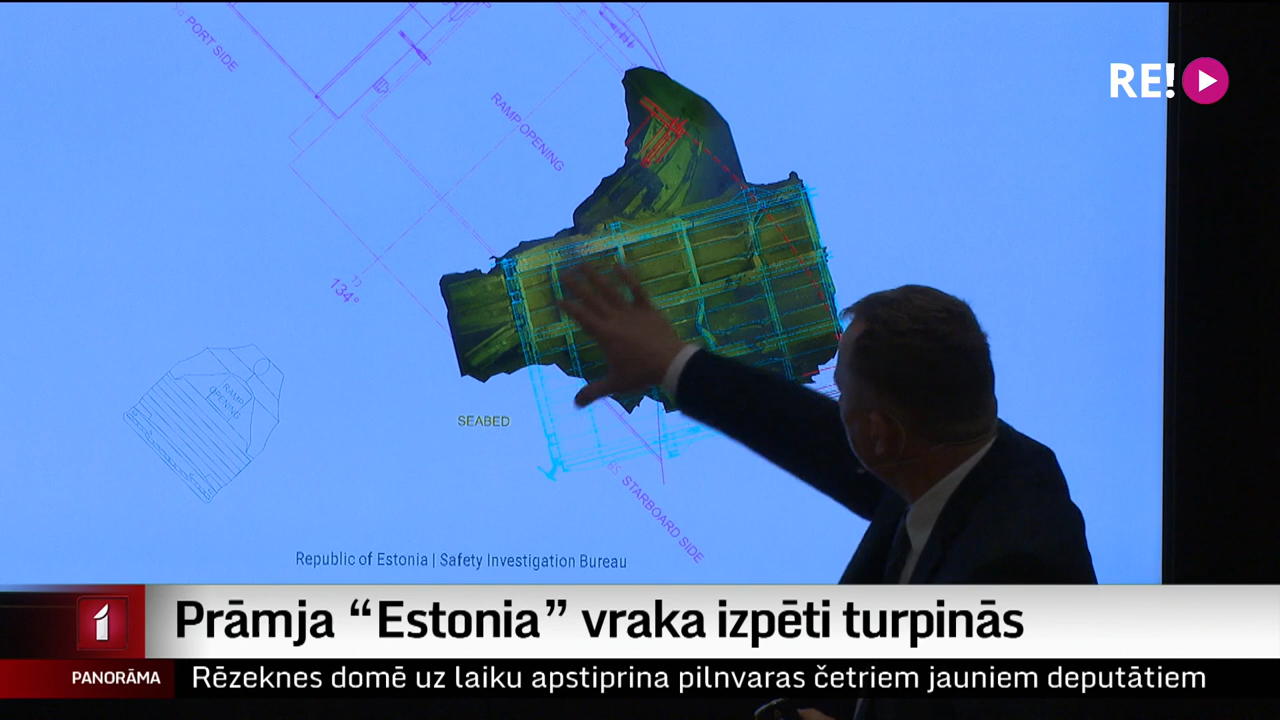 PORT SIDE
RE!
RAMP OPENING
134°
RAMP
OPENING
SEABED
STARBOARD SIDE
Republic of Estonia | Safety Investigation Bureau
1
Prāmja “Estonia” vraka izpēti turpinās
PANORĀMA
Rēzeknes domē uz laiku apstiprina pilnvaras četriem jauniem deputātiem